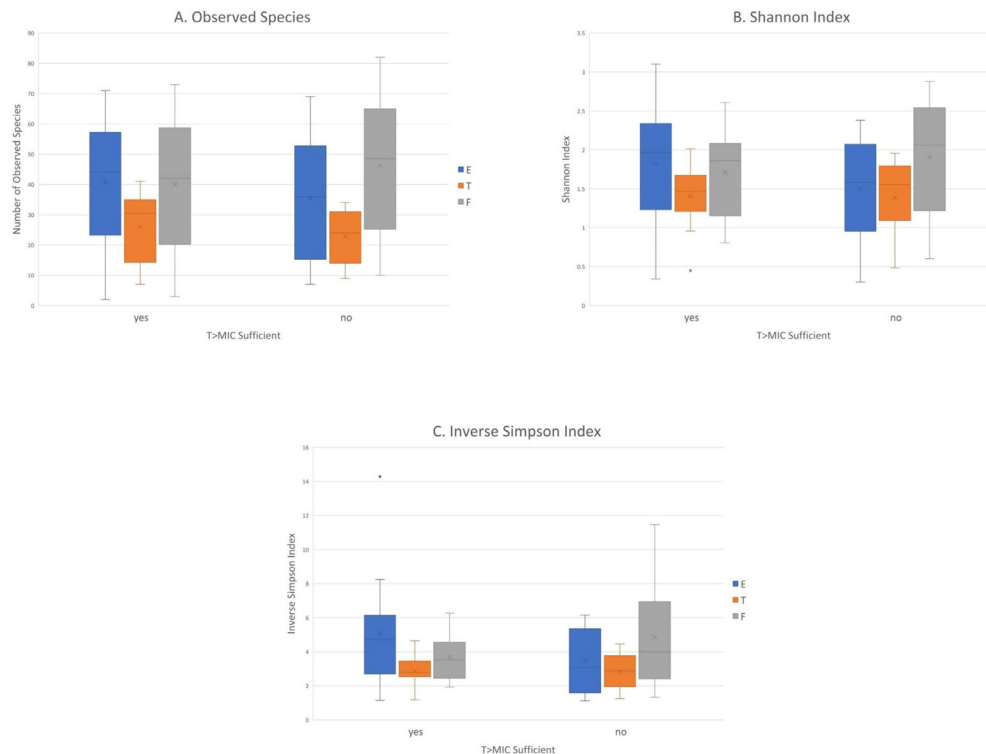 A. Observed Species
90
80
70
60
50
40
30
20
10
0
Number of Observed Species
yes
no
T>MIC Sufficient
E
T
F
B. Shannon Index
3.5
3
2.5
2
1.5
1
0.5
0
Shannon Index
yes
no
T>MIC Sufficient
E
T
F
C. Inverse Simpson Index
16
14
12
10
8
6
4
2
0
Inverse Simpson Index
yes
no
T>MIC Sufficient
E
T
F